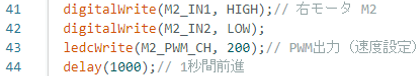 41 digitalWrite(M2_IN1, HIGH);// 右モータ M2
42 digitalWrite(M2_IN2, LOW);
43 ledcWrite(M2_PWM_CH, 200);// PWM出力（速度設定）
44 delay(1000);// 1秒間前進